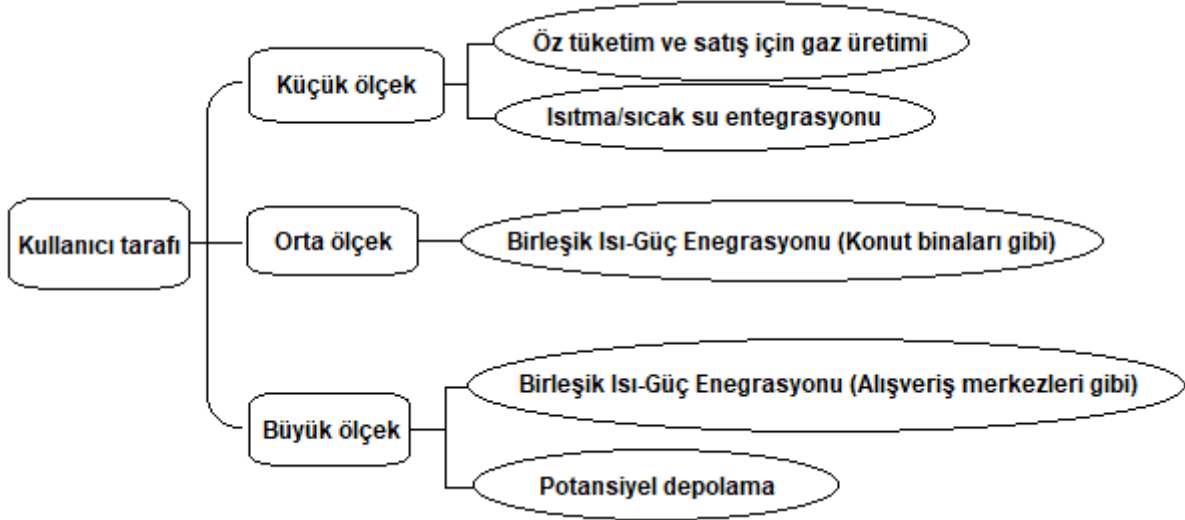 Kullanıcı tarafı
Küçük ölçek
Öz tüketim ve satış için gaz üretimi
Isıtma/sıcak su entegrasyonu
Orta ölçek
Birleşik Isı-Güç Enegrasyonu (Konut binaları gibi)
Büyük ölçek
Birleşik Isı-Güç Enegrasyonu (Alışveriş merkezleri gibi)
Potansiyel depolama